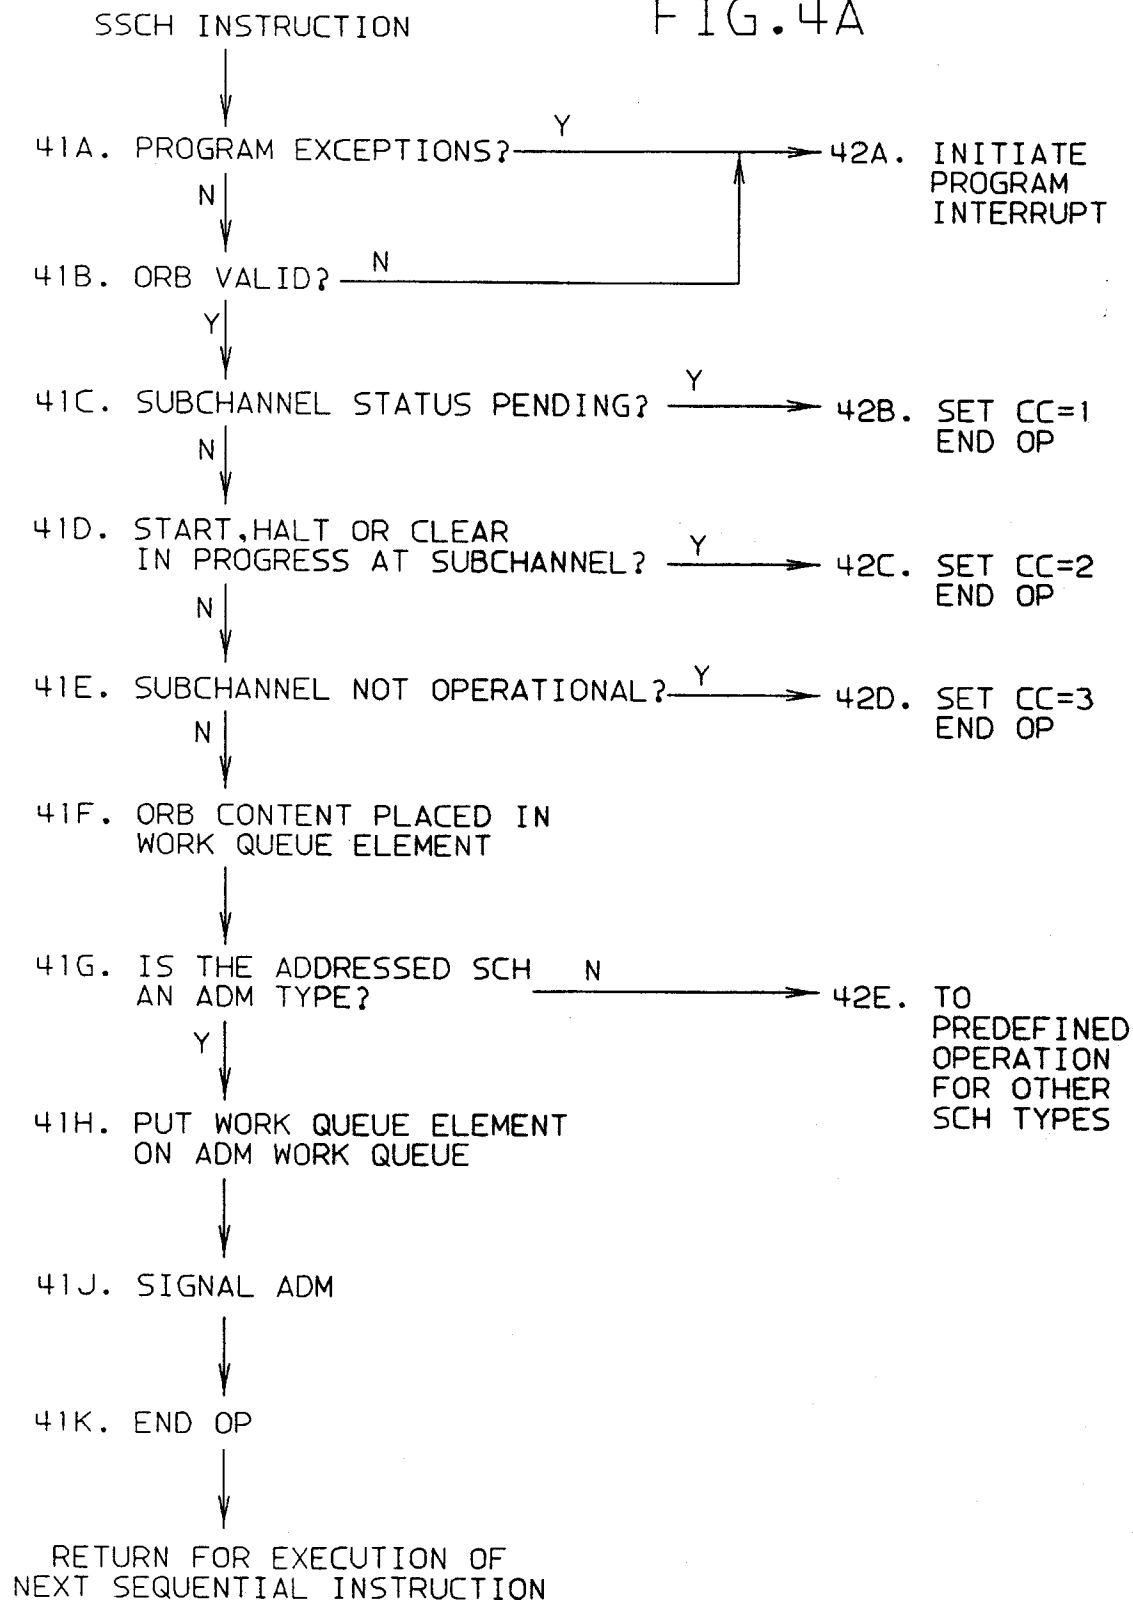 FIG.4A
SSCH INSTRUCTION
41A. PROGRAM EXCEPTIONS?
Y
42A. INITIATE
PROGRAM
INTERRUPT
N
41B. ORB VALID?
N
Y
41C. SUBCHANNEL STATUS PENDING?
Y
42B. SET CC=1
END OP
N
41D. START,HALT OR CLEAR
IN PROGRESS AT SUBCHANNEL?
Y
42C. SET CC=2
END OP
N
41E. SUBCHANNEL NOT OPERATIONAL?
Y
42D. SET CC=3
END OP
N
41F. ORB CONTENT PLACED IN
WORK QUEUE ELEMENT
41G. IS THE ADDRESSED SCH
AN ADM TYPE?
N
42E. TO
PREDEFINED
OPERATION
FOR OTHER
SCH TYPES
Y
41H. PUT WORK QUEUE ELEMENT
ON ADM WORK QUEUE
41J. SIGNAL ADM
41K. END OP
RETURN FOR EXECUTION OF
NEXT SEQUENTIAL INSTRUCTION